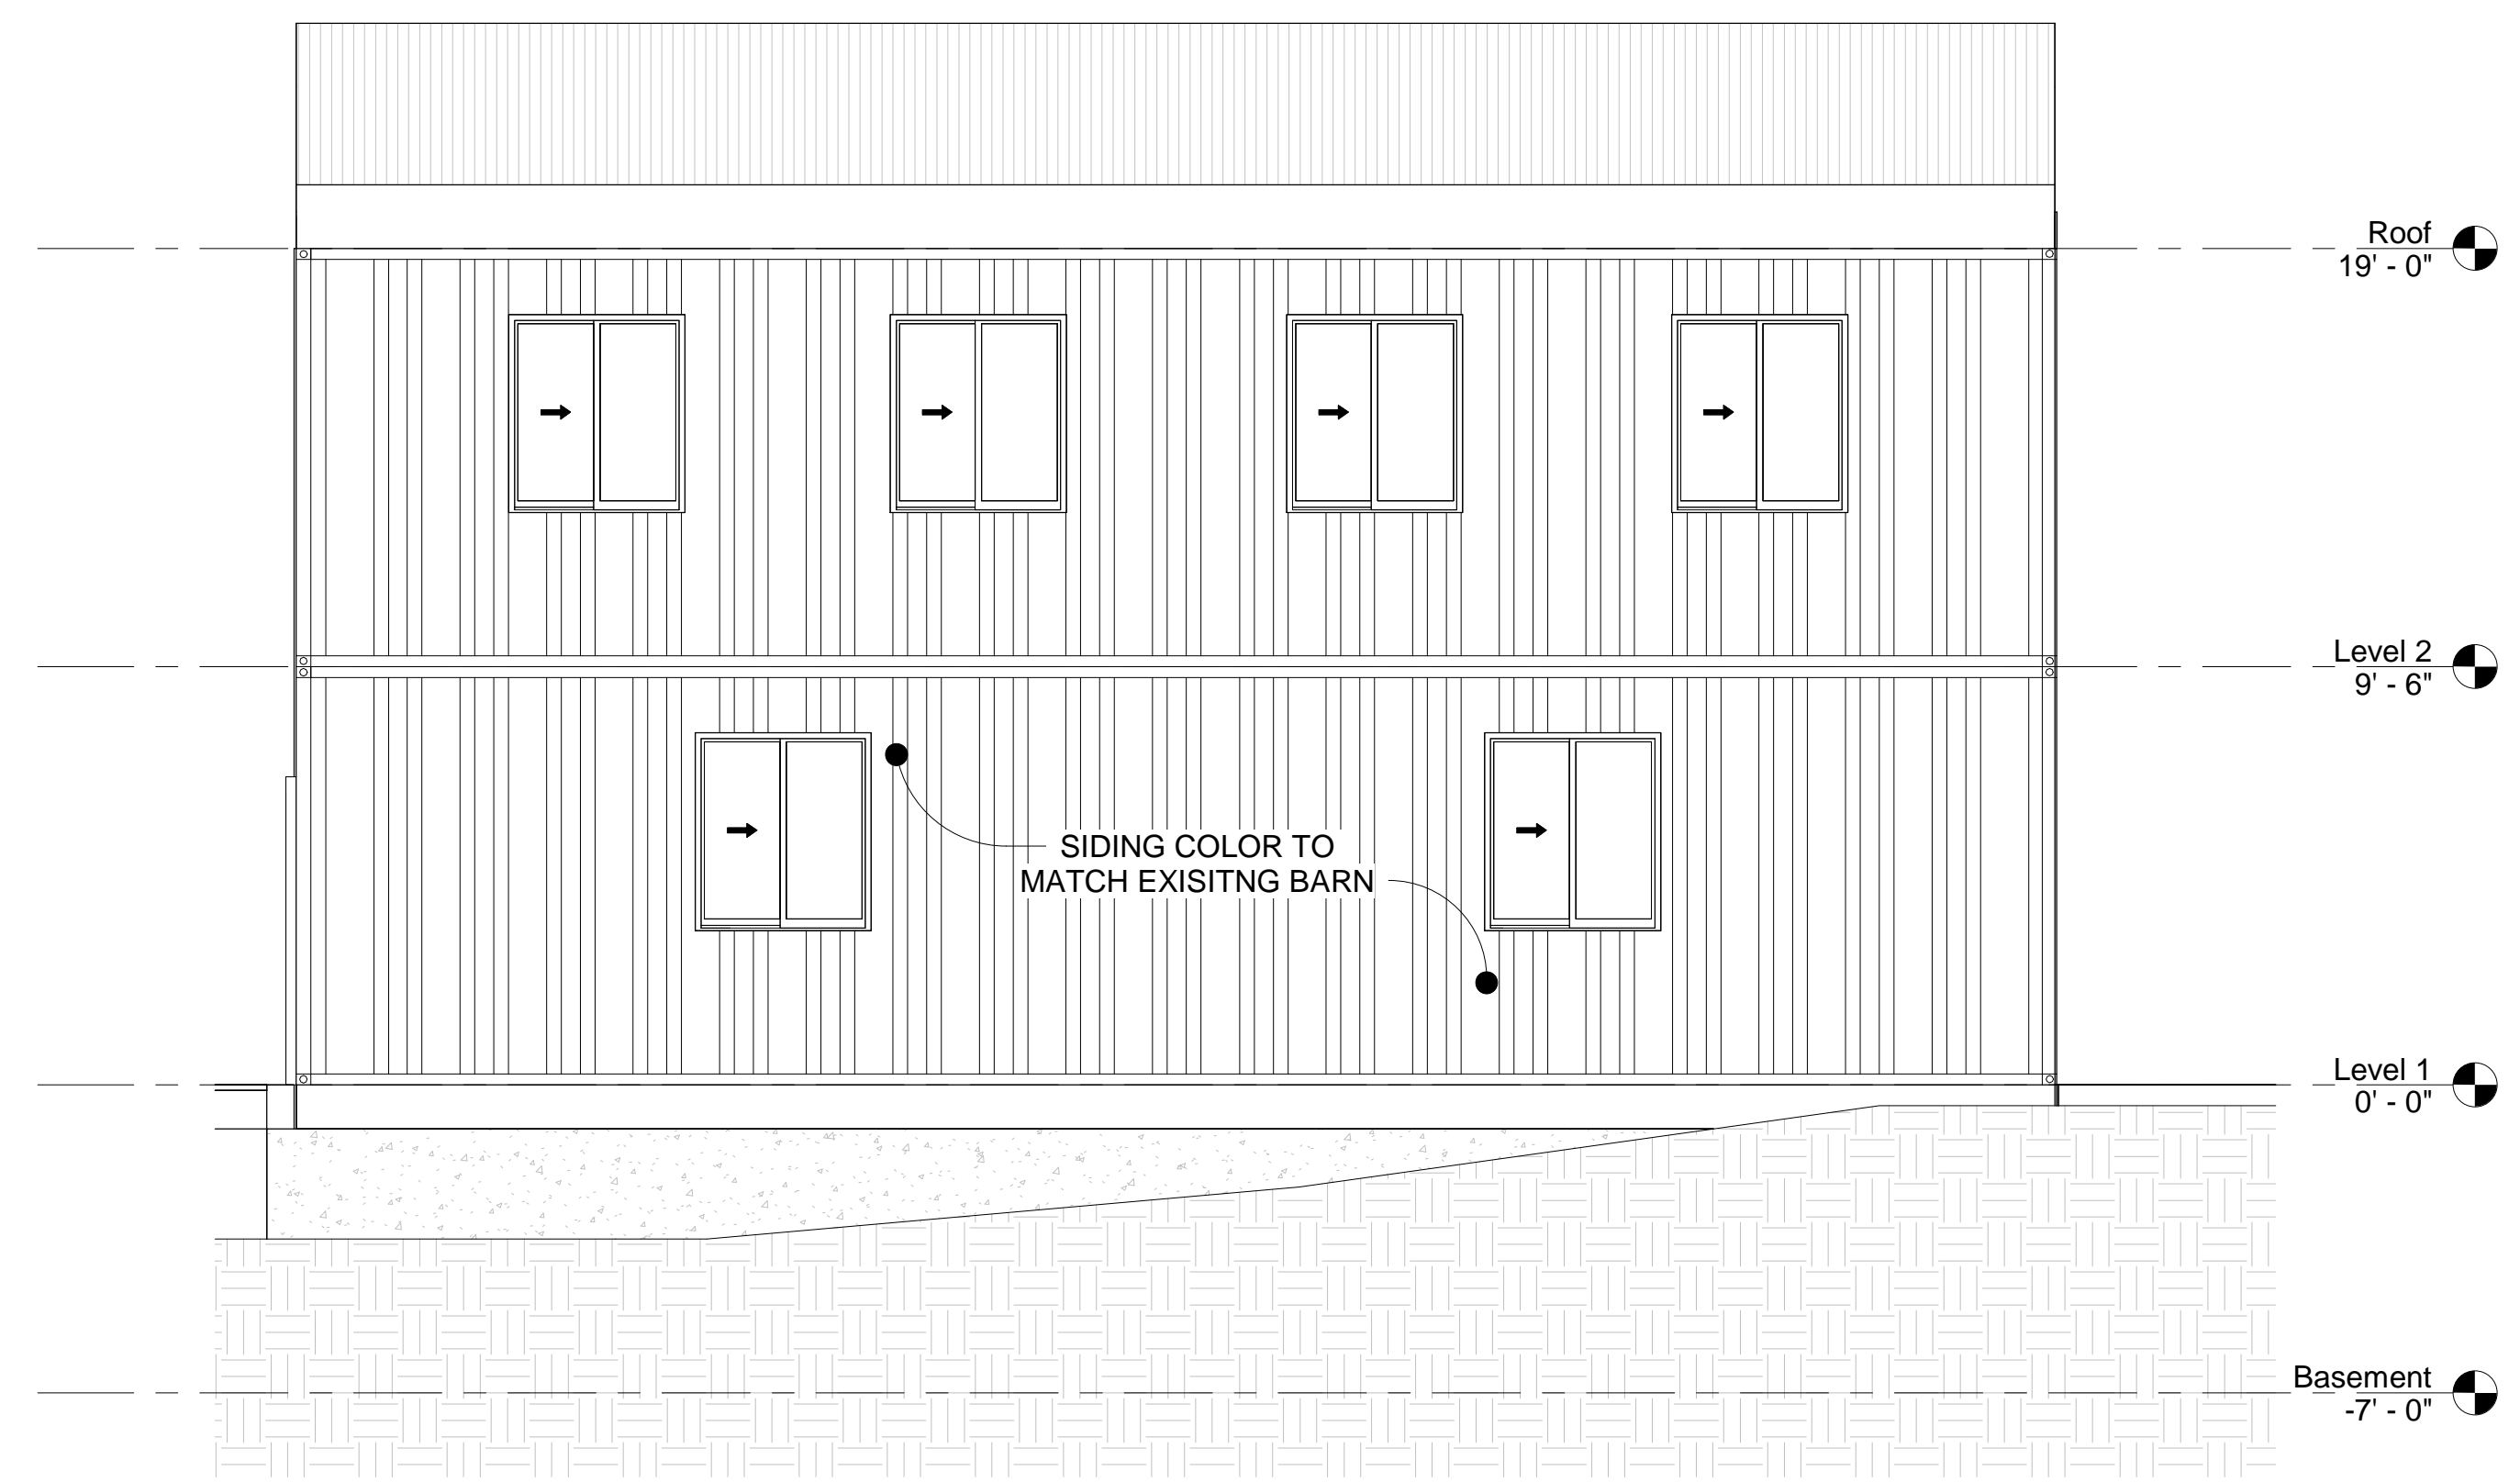 Roof
19' - 0"
Level 2
9' - 6"
SIDING COLOR TO
MATCH EXISITNG BARN
Level 1
0' - 0"
Basement
-7' - 0"